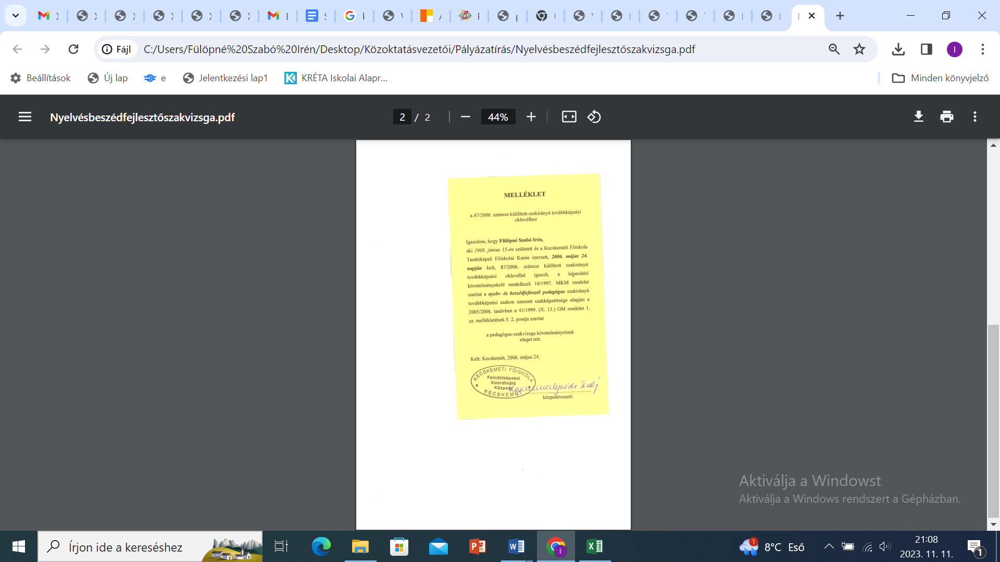 Fájl
C:/Users/Fülöpné%20Szabó%20Irén/Desktop/Közoktatásvezetői/Pályázatírás/Nyelvésbeszédfejlesztőszakvizsga.pdf
Beállítások
Új lap
e
Jelentkezési lap1
KRÉTA Iskolai Alapr...
Minden könyvjelző
Nyelvésbeszédfejlesztőszakvizsga.pdf
2 / 2
44%
MELLÉKLET
a 87/2006. számon kiállított szakirányú továbbképzési
oklevélhez
Igazolom, hogy Fülöpné Szabó Irén,
aki 1969. június 15-én született és a Kecskeméti Főiskola
Tanítóképző Főiskolai Karán szerzett, 2006. május 24.
napján kelt, 87/2006. számon kiállított szakirányú
továbbképzési oklevéllel igazolt, a képesítési
követelményekről rendelkező 10/1997. MKM rendelet
szerint a nyelv- és beszédfejlesztő pedagógus szakirányú
továbbképzési szakon szerzett szakképzettsége alapján a
2005/2006. tanévben a 41/1999. (X. 13.) OM rendelet 1.
sz. mellékletének 5. 2. pontja szerint
a pedagógus-szakvizsga követelményeinek
eleget tett.
Kelt: Kecskemét, 2006. május 24.
KECSKEMÉTI FŐISKOLA
Felnőttképzési
Koordináló
Központ
KECSKEMÉT
központvezető
Aktiválja a Windowst
Aktiválja a Windows rendszert a Gépházban.
Írjon ide a kereséshez
1
8°C Eső
21:08
2023. 11. 11.
1